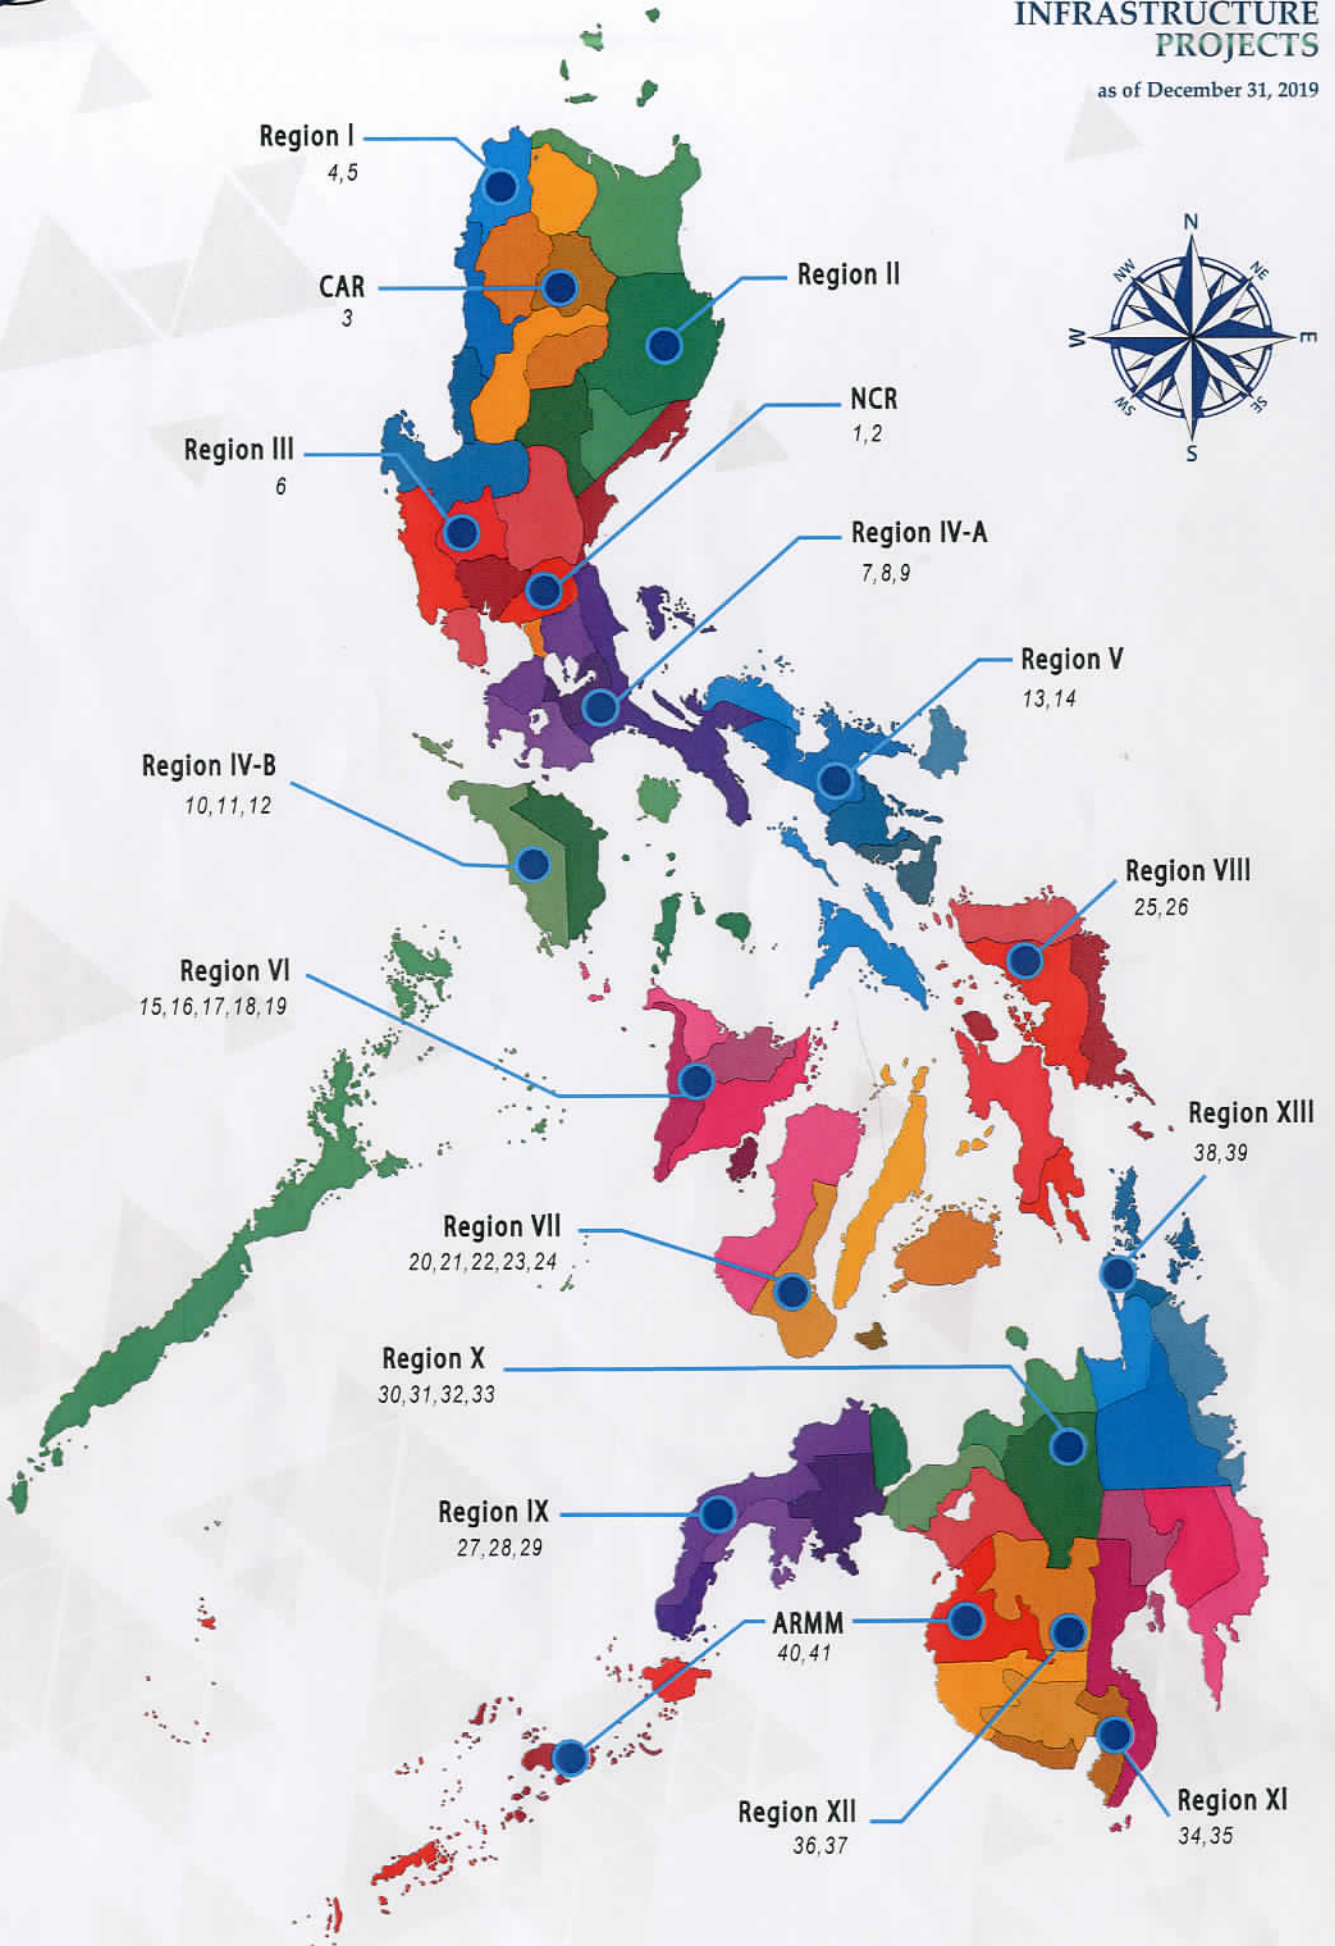 INFRASTRUCTURE
PROJECTS
as of December 31, 2019
Region I
4,5
N
NW
NE
W
E
SW
SE
S
CAR
3
Region II
NCR
1,2
Region III
6
Region IV-A
7,8,9
Region V
13,14
Region IV-B
10,11,12
Region VIII
25,26
Region VI
15,16,17,18,19
Region XIII
38,39
Region VII
20,21,22,23,24
Region X
30,31,32,33
Region IX
27,28,29
ARMM
40,41
Region XII
36,37
Region XI
34,35